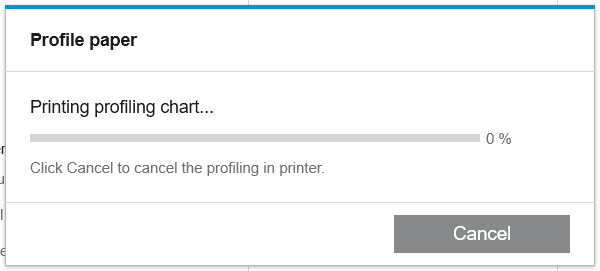 Profile paper
Printing profiling chart...
0 %
Click Cancel to cancel the profiling in printer.
Cancel